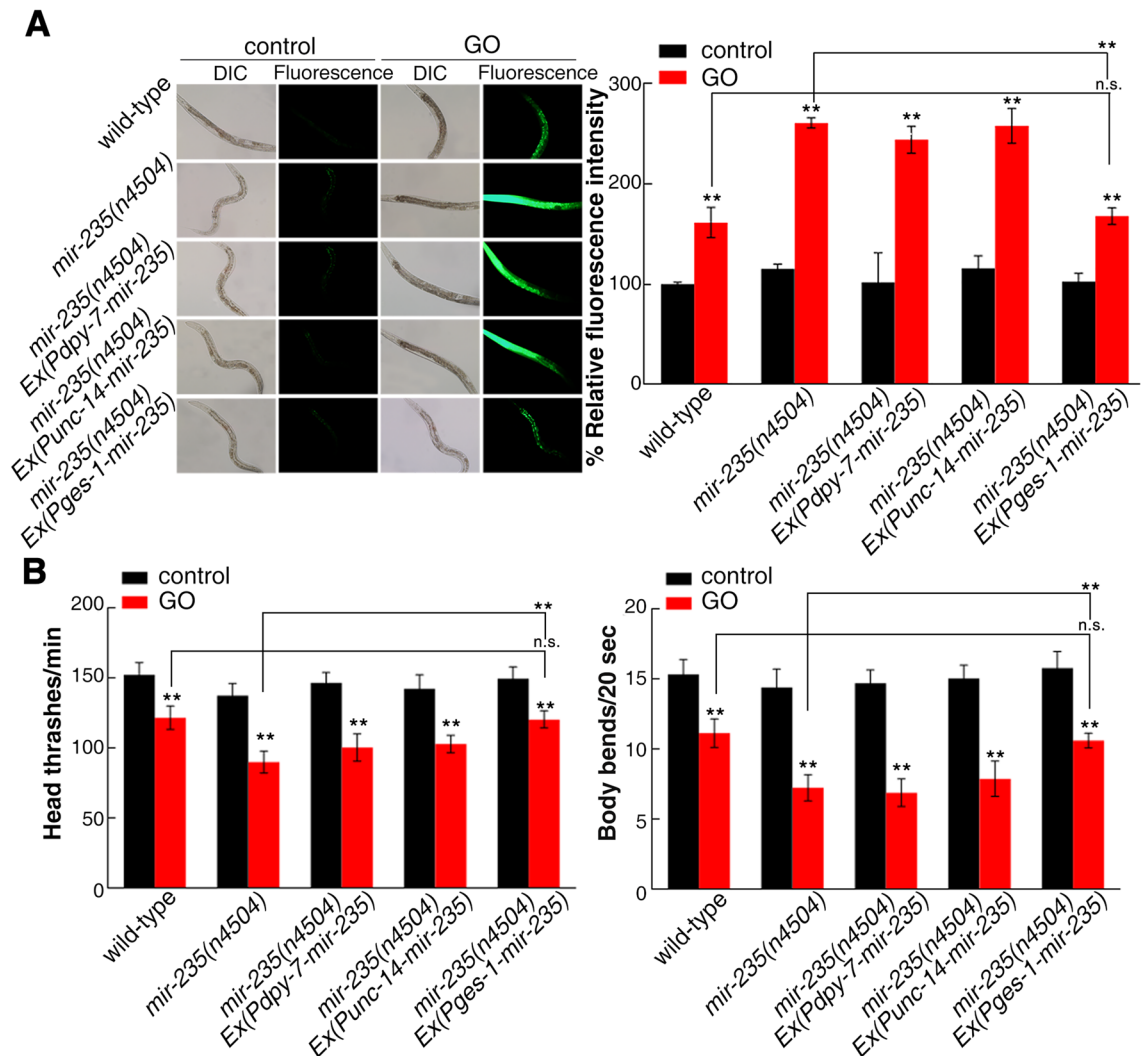 A
control
GO
DIC
Fluorescence
DIC
Fluorescence
wild-type
mir-235(n4504)
mir-235(n4504)
Ex(Pdpy-7-mir-235)
mir-235(n4504)
Ex(Punc-14-mir-235)
mir-235(n4504)
Ex(Pges-1-mir-235)
control
GO
% Relative fluorescence intensity
300
200
100
0
**
n.s.
**
**
**
**
**
wild-type
mir-235(n4504)
mir-235(n4504)
Ex(Pdpy-7-mir-235)
mir-235(n4504)
Ex(Punc-14-mir-235)
mir-235(n4504)
Ex(Pges-1-mir-235)
B
control
GO
Head thrashes/min
200
150
100
50
0
**
n.s.
**
**
**
**
**
wild-type
mir-235(n4504)
mir-235(n4504)
Ex(Pdpy-7-mir-235)
mir-235(n4504)
Ex(Punc-14-mir-235)
mir-235(n4504)
Ex(Pges-1-mir-235)
control
GO
Body bends/20 sec
20
15
10
5
0
**
n.s.
**
**
**
**
**
wild-type
mir-235(n4504)
mir-235(n4504)
Ex(Pdpy-7-mir-235)
mir-235(n4504)
Ex(Punc-14-mir-235)
mir-235(n4504)
Ex(Pges-1-mir-235)